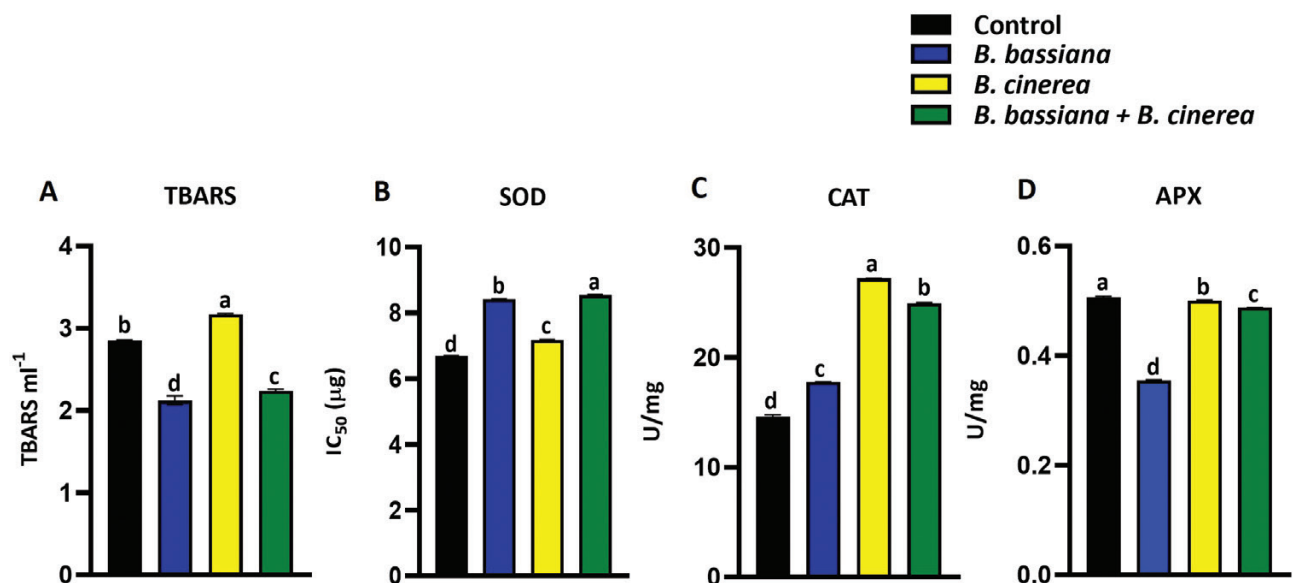 Control
B. bassiana
B. cinerea
B. bassiana + B. cinerea
A TBARS
TBARS ml⁻¹
4
3
2
1
0
b
d
a
c
B SOD
IC₅₀ (µg)
10
8
6
4
2
0
d
b
c
a
C CAT
U/mg
30
20
10
0
d
c
a
b
D APX
U/mg
0.6
0.4
0.2
0.0
a
d
b
c